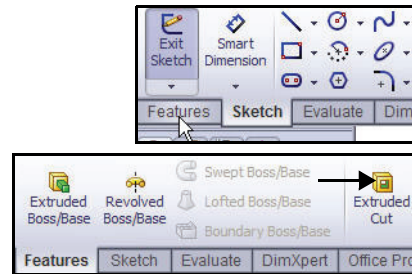 Exit
Sketch
Smart
Dimension
Features Sketch Evaluate Dim
Swept Boss/Base
Extruded
Boss/Base
Revolved
Boss/Base
Lofted Boss/Base
Boundary Boss/Base
Extruded
Cut
Features Sketch Evaluate DimXpert Office Pro